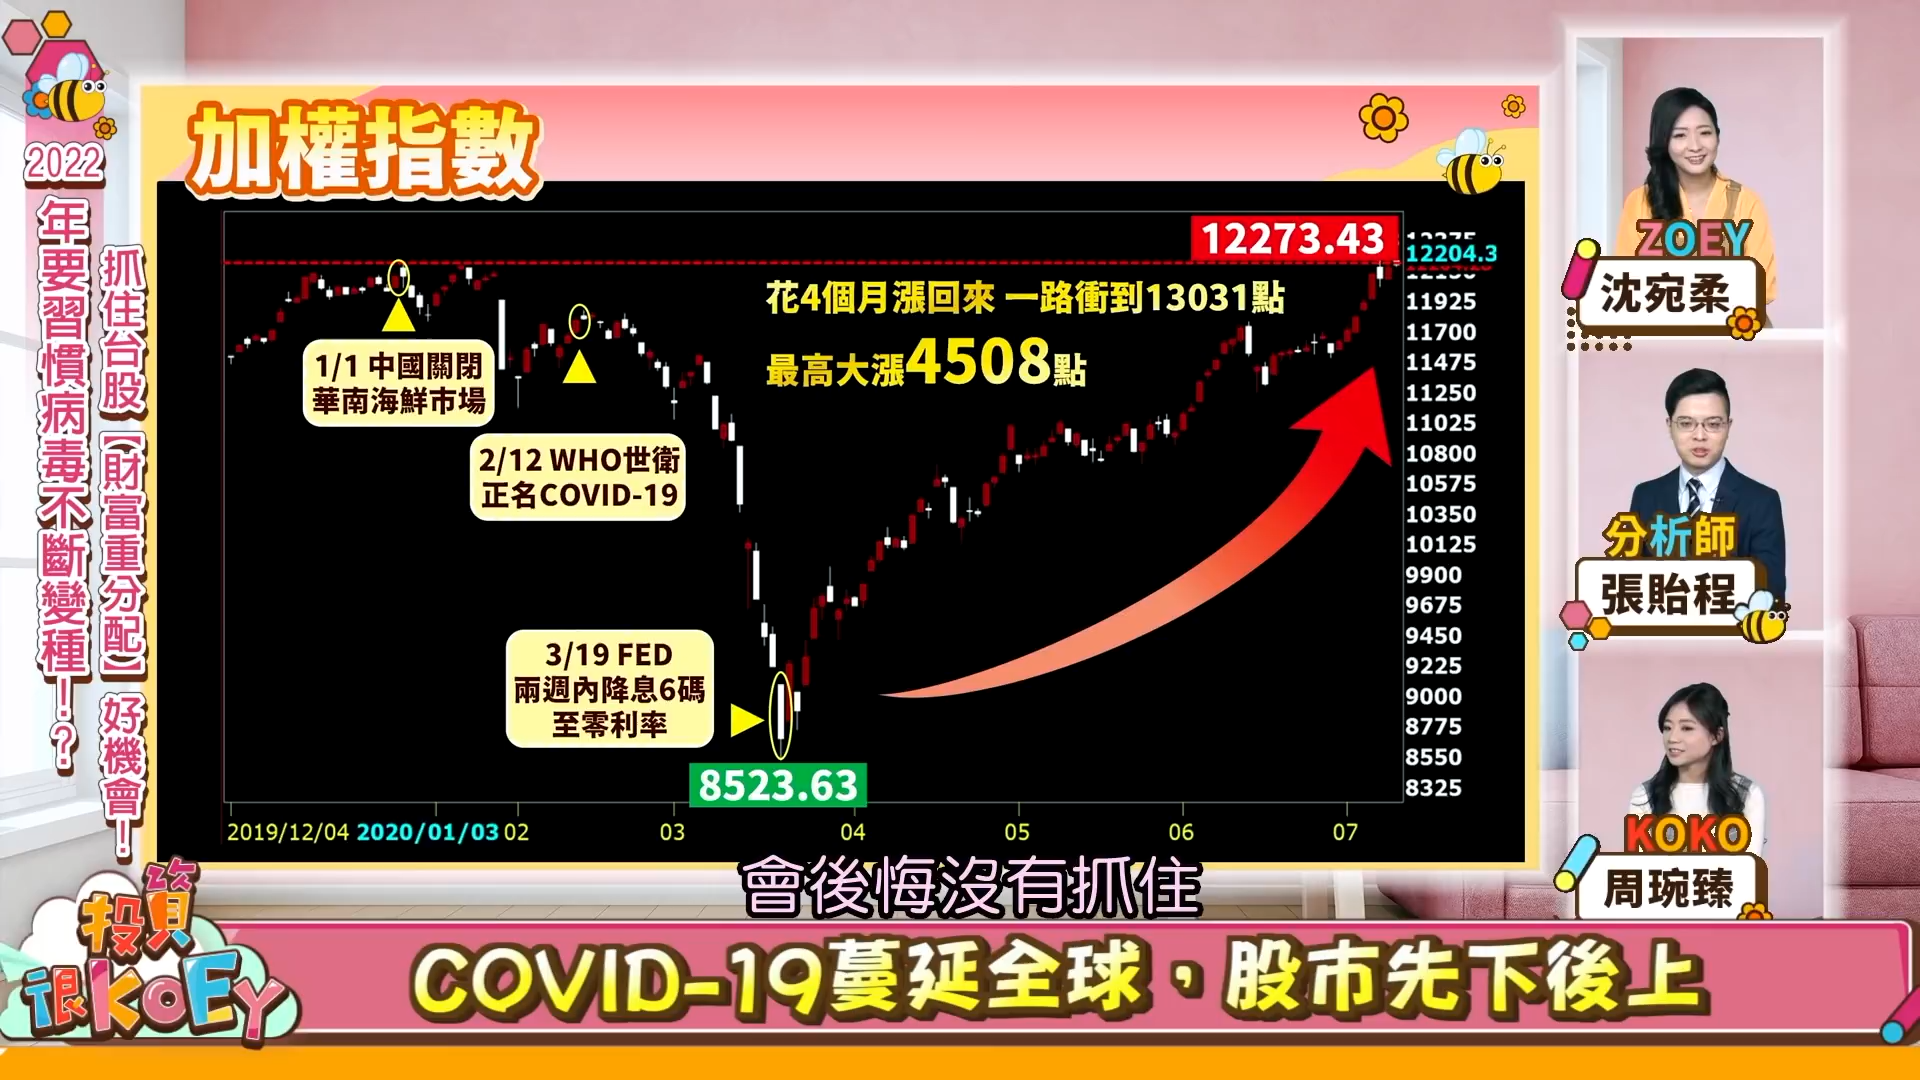 2022
年要習慣病毒不斷變種！？
抓住台股【財富重分配】好機會！
加權指數
12273.43
12275
12204.3
12150
11925
11700
11475
11250
11025
10800
10575
10350
10125
9900
9675
9450
9225
9000
8775
8550
8325
花4個月漲回來 一路衝到13031點
最高大漲4508點
1/1 中國關閉
華南海鮮市場
2/12 WHO世衛
正名COVID-19
3/19 FED
兩週內降息6碼
至零利率
8523.63
2019/12/04 2020/01/03 02 03 04 05 06 07
ZOEY
沈宛柔
分析師
張貽程
KOKO
周琬臻
會後悔沒有抓住
投資
很KOEY
COVID-19蔓延全球，股市先下後上